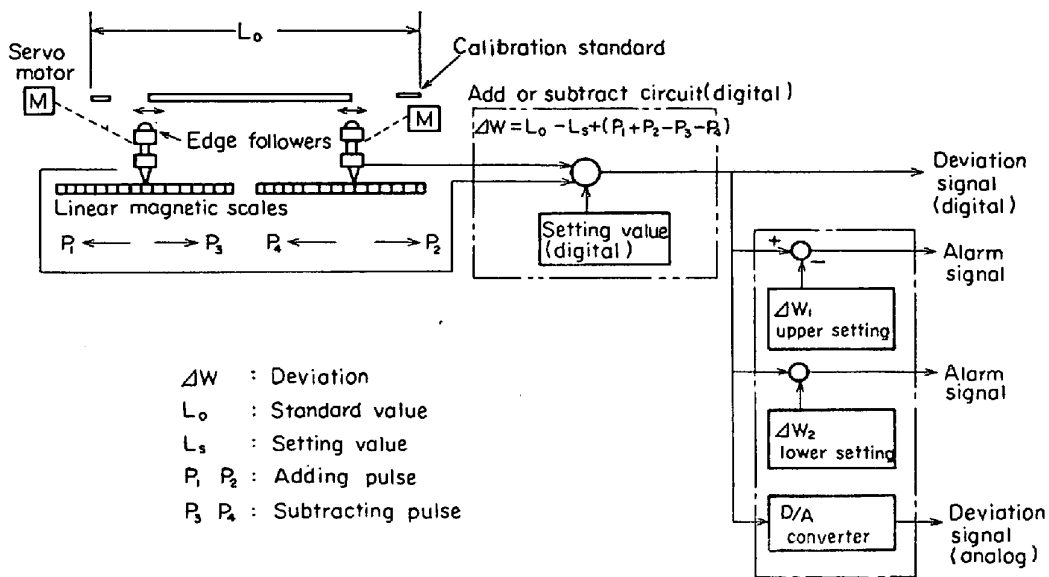 L₀
Servo
motor
Calibration standard
M
M
Edge followers
Add or subtract circuit(digital)
ΔW = L₀ - Lₛ + (P₁ + P₂ - P₃ - P₄)
Linear magnetic scales
P₁
P₃
P₄
P₂
Setting value
(digital)
Deviation
signal
(digital)
+
-
Alarm
signal
ΔW₁
upper setting
Alarm
signal
ΔW₂
lower setting
D/A
converter
Deviation
signal
(analog)
ΔW : Deviation
L₀ : Standard value
Lₛ : Setting value
P₁ P₂ : Adding pulse
P₃ P₄ : Subtracting pulse